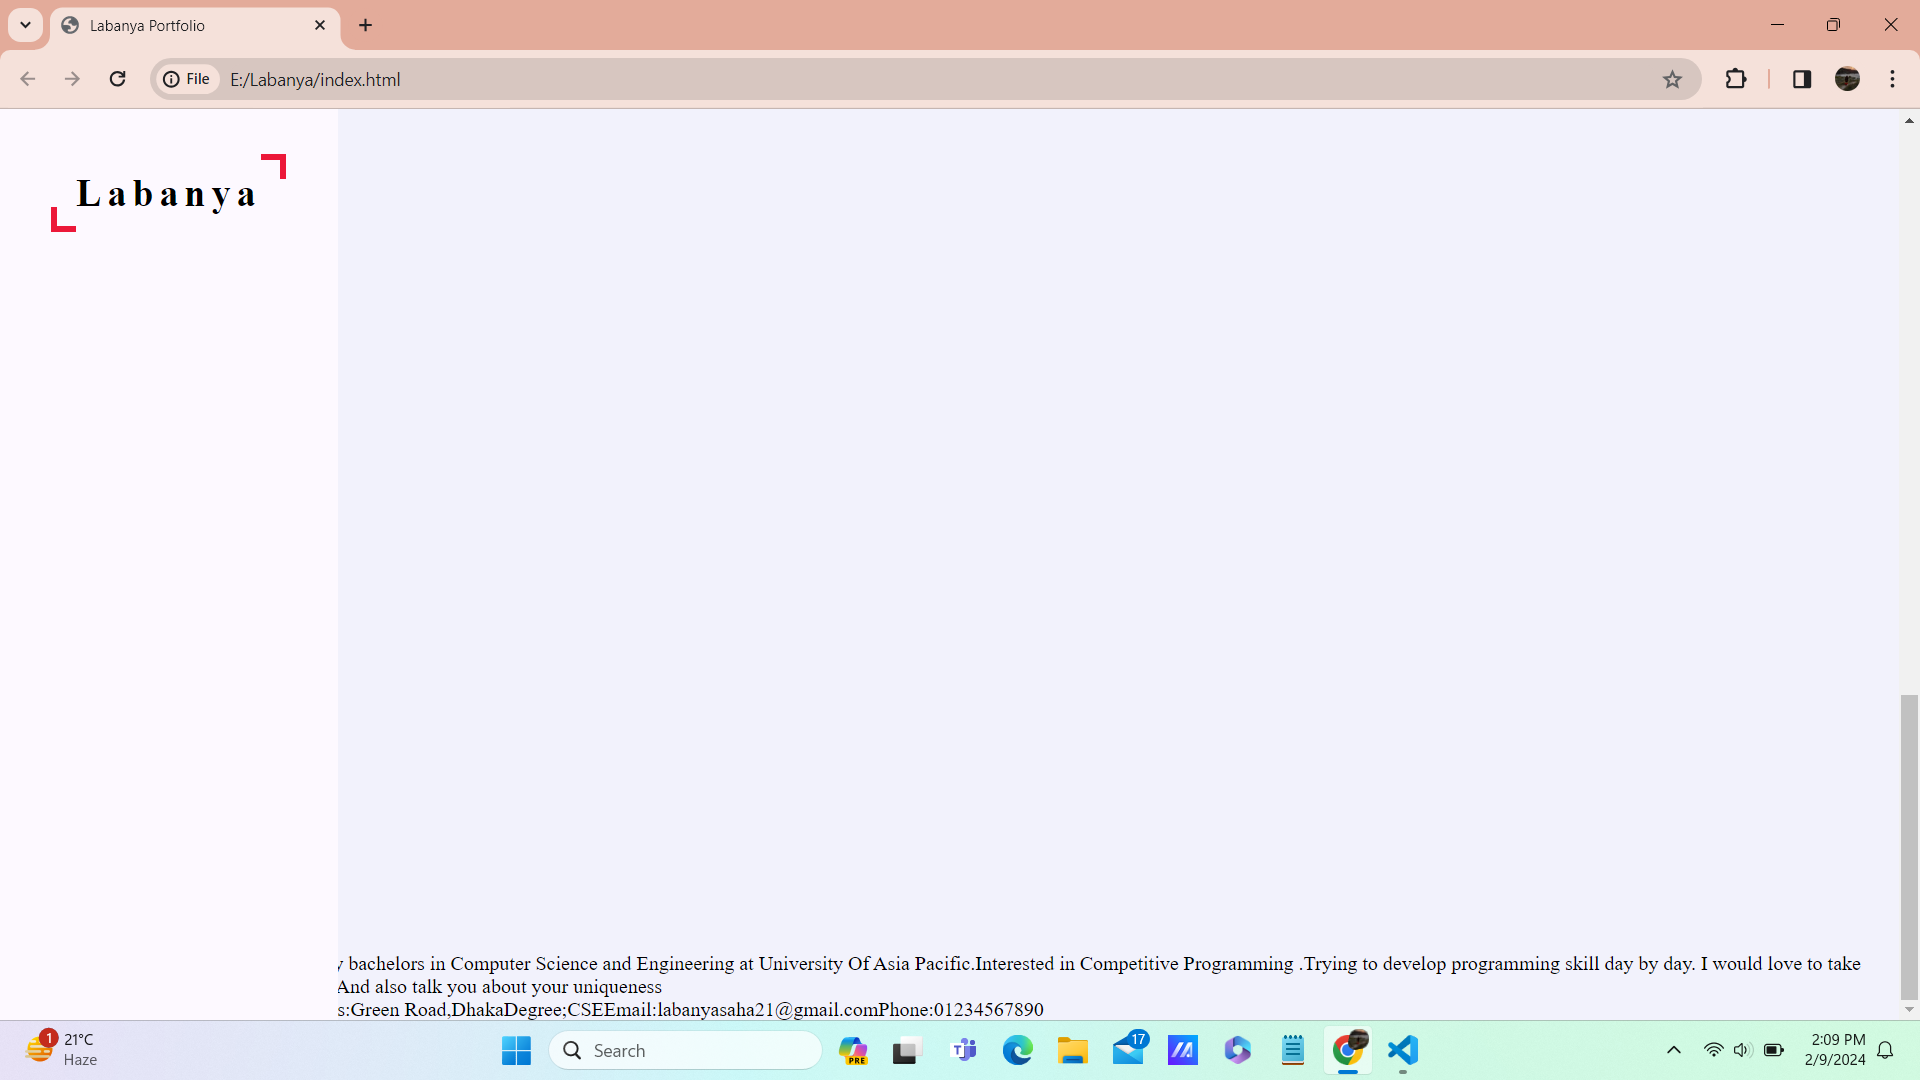 Labanya Portfolio
File E:/Labanya/index.html
Labanya
y bachelors in Computer Science and Engineering at University Of Asia Pacific.Interested in Competitive Programming .Trying to develop programming skill day by day. I would love to take
And also talk you about your uniqueness
s:Green Road,DhakaDegree;CSEEmail:labanyasaha21@gmail.comPhone:01234567890
1
21°C
Haze
Search
PRE
17
2:09 PM
2/9/2024